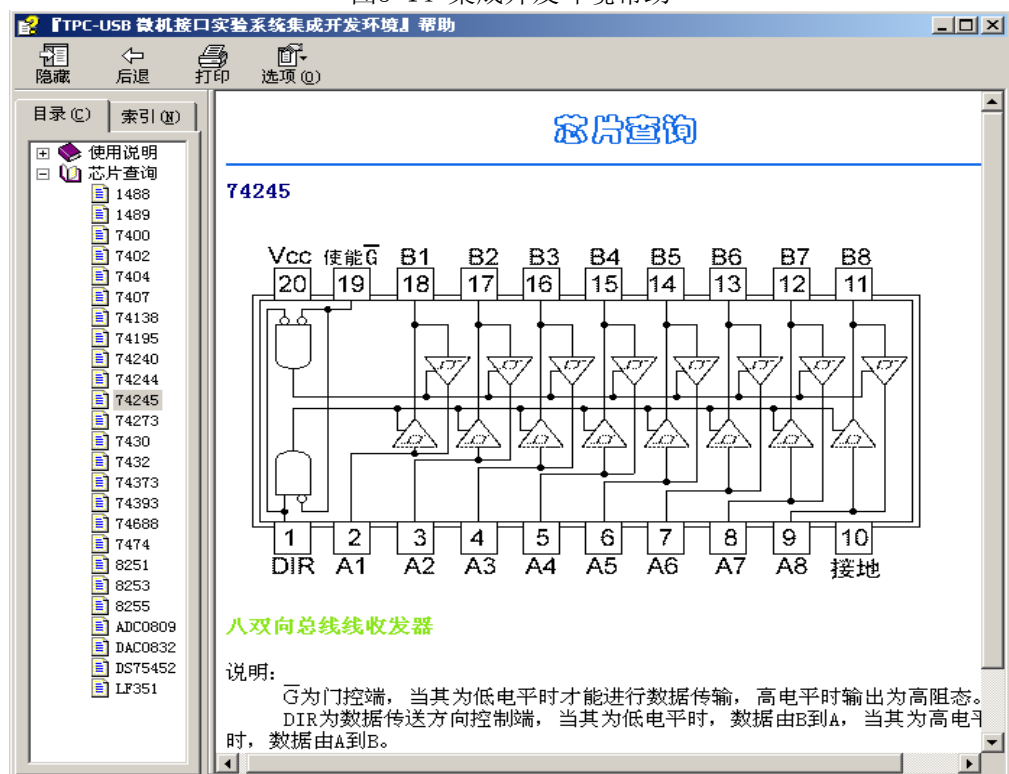 『TPC-USB 微机接口实验系统集成开发环境』帮助
隐藏 后退 打印 选项(O)
目录(C) 索引(N)
使用说明
芯片查询
1488
1489
7400
7402
7404
7407
74138
74195
74240
74244
74245
74273
7430
7432
74373
74393
74688
7474
8251
8253
8255
ADC0809
DAC0832
DS75452
LF351
芯片查询
74245
Vcc 使能G B1 B2 B3 B4 B5 B6 B7 B8
20 19 18 17 16 15 14 13 12 11
1 2 3 4 5 6 7 8 9 10
DIR A1 A2 A3 A4 A5 A6 A7 A8 接地
八双向总线线收发器
说明:
G为门控端，当其为低电平时才能进行数据传输，高电平时输出为高阻态。
DIR为数据传送方向控制端，当其为低电平时，数据由B到A，当其为高电平
时，数据由A到B。